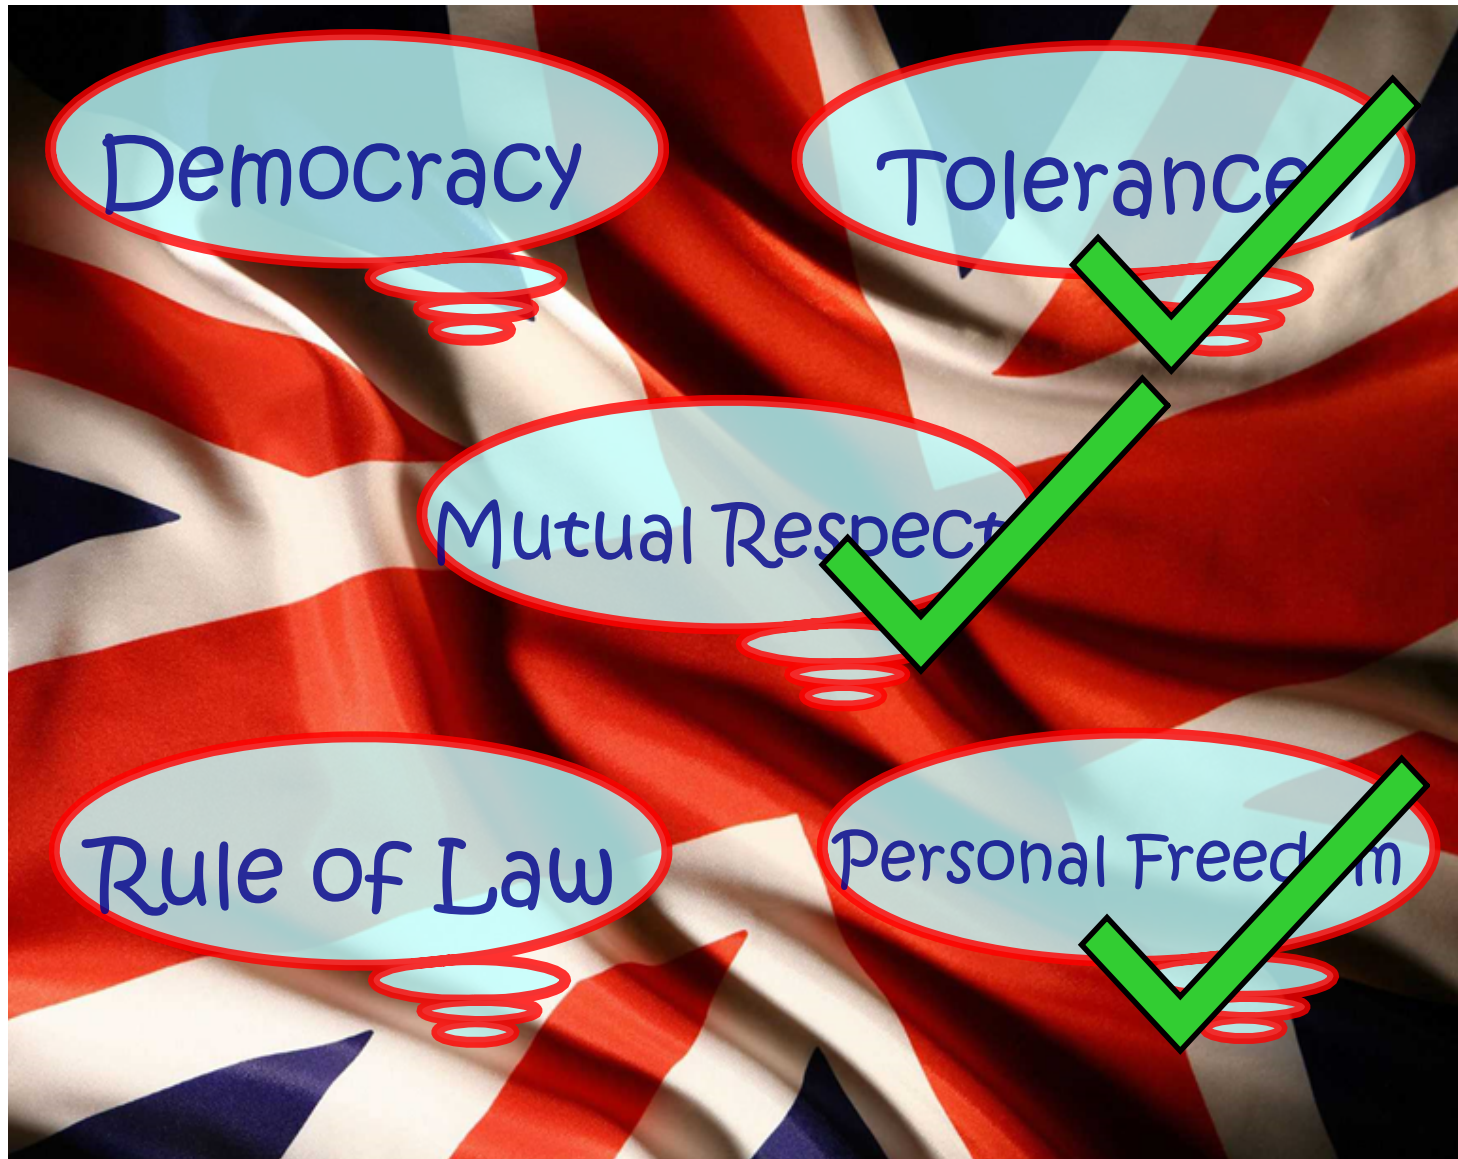 Democracy
Tolerance
Mutual Respect
Rule of Law
Personal Freedom